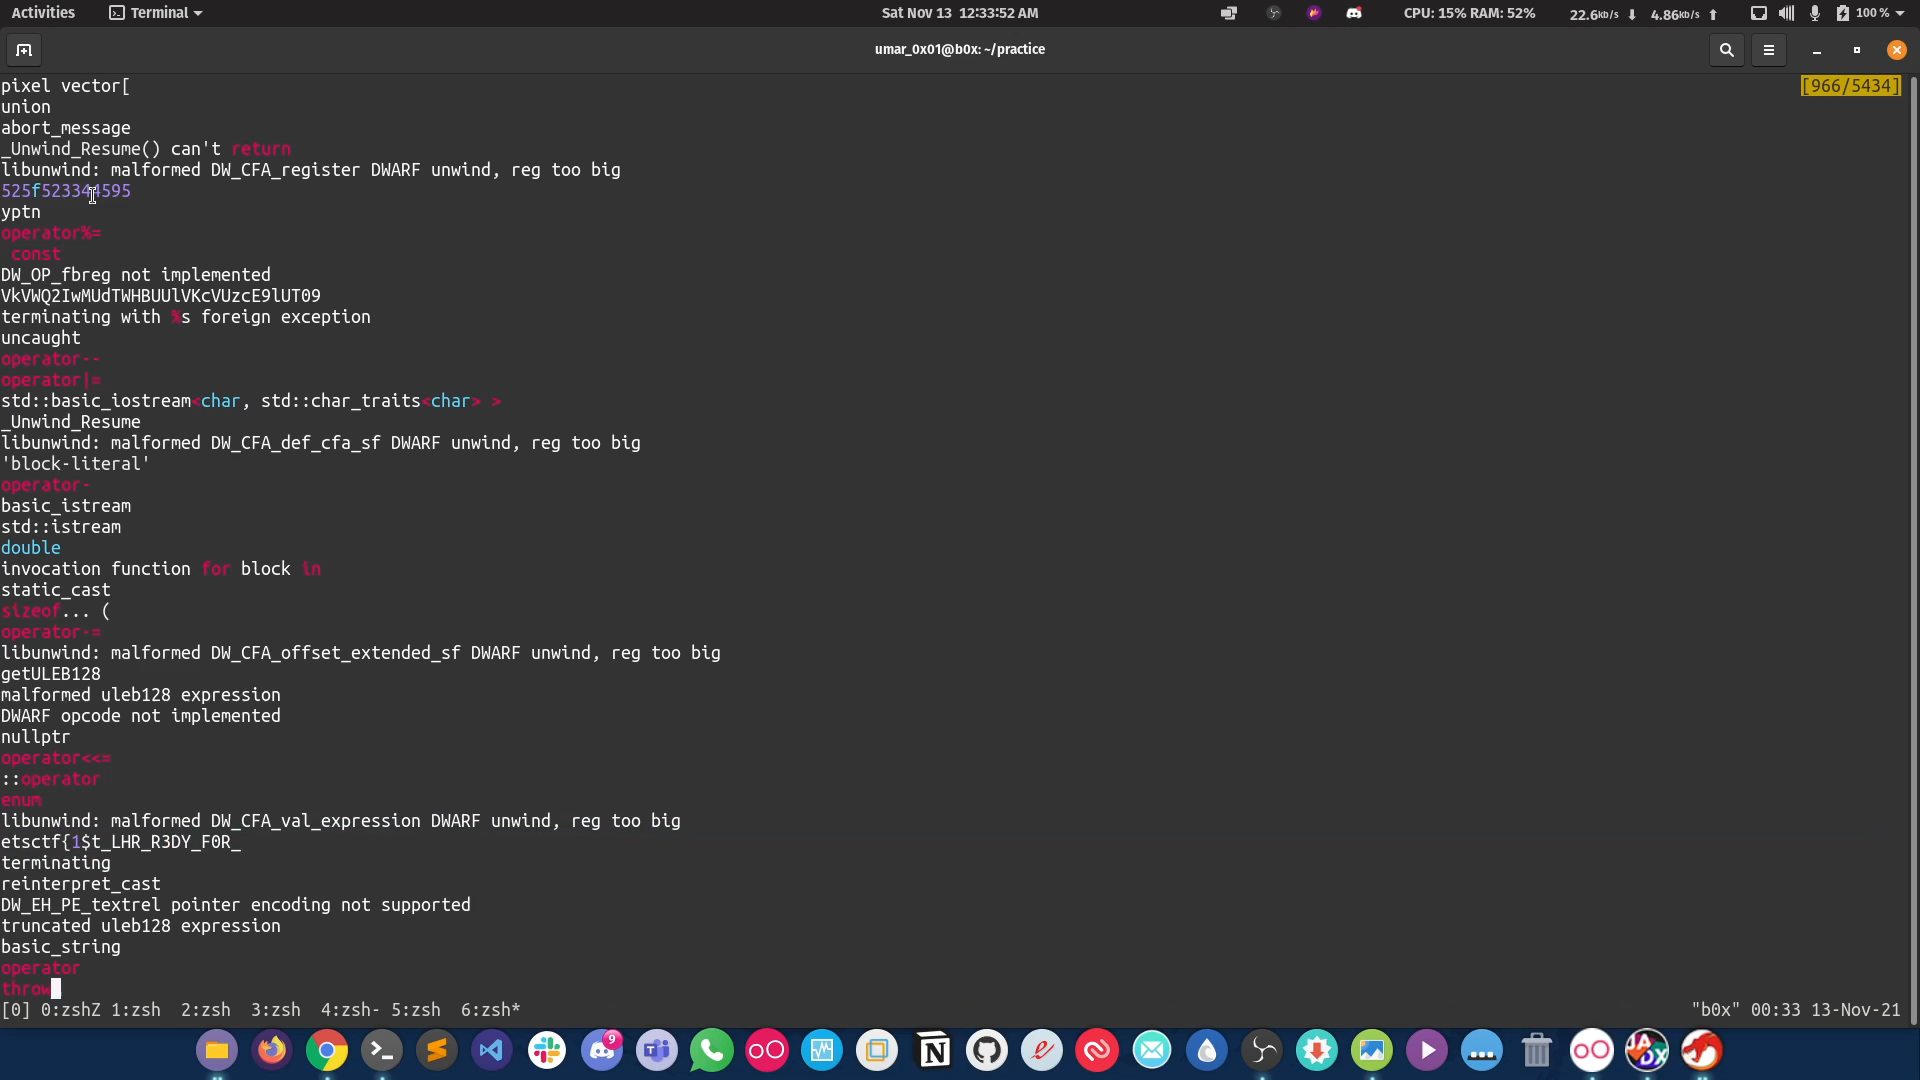 Activities Terminal Sat Nov 13 12:33:52 AM CPU: 15% RAM: 52% 22.6kb/s 4.86kb/s 100 %
umar_0x01@b0x: ~/practice
pixel vector[ [966/5434]
union
abort_message
_Unwind_Resume() can't return
libunwind: malformed DW_CFA_register DWARF unwind, reg too big
525f523344595
yptn
operator%=
const
DW_OP_fbreg not implemented
VkVWQ2IwMUdTWHBUUlVKcVUzcE9lUT09
terminating with %s foreign exception
uncaught
operator--
operator|=
std::basic_iostream<char, std::char_traits<char> >
_Unwind_Resume
libunwind: malformed DW_CFA_def_cfa_sf DWARF unwind, reg too big
'block-literal'
operator-
basic_istream
std::istream
double
invocation function for block in
static_cast
sizeof... (
operator-=
libunwind: malformed DW_CFA_offset_extended_sf DWARF unwind, reg too big
getULEB128
malformed uleb128 expression
DWARF opcode not implemented
nullptr
operator<<=
::operator
enum
libunwind: malformed DW_CFA_val_expression DWARF unwind, reg too big
etsctf{1$t_LHR_R3DY_F0R_
terminating
reinterpret_cast
DW_EH_PE_textrel pointer encoding not supported
truncated uleb128 expression
basic_string
operator
throw
[0] 0:zshZ 1:zsh 2:zsh 3:zsh 4:zsh- 5:zsh 6:zsh* "b0x" 00:33 13-Nov-21
9